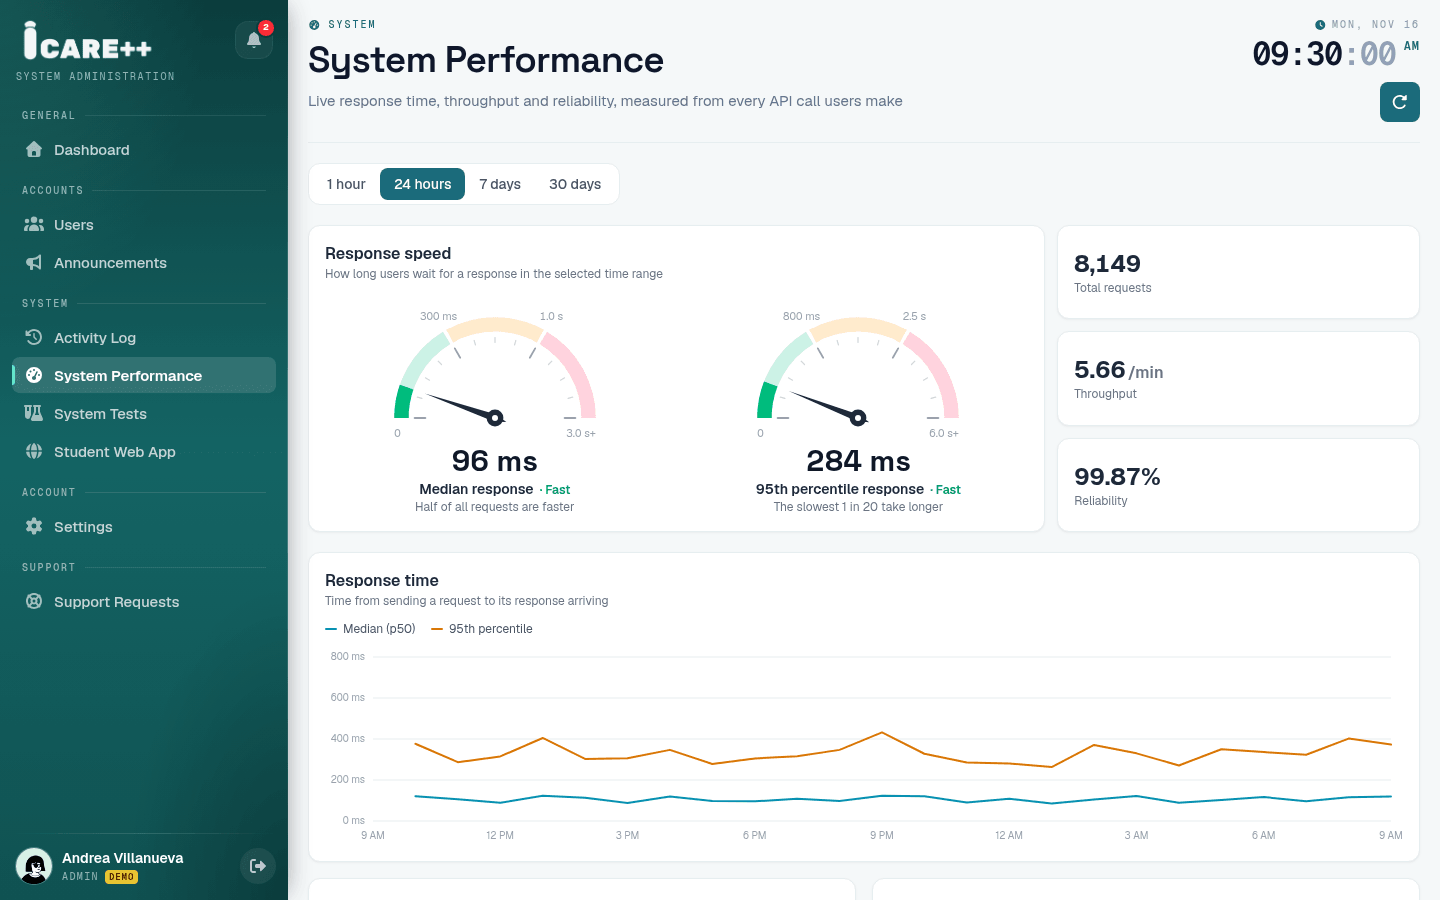 iCARE++
2
SYSTEM ADMINISTRATION
GENERAL
Dashboard
ACCOUNTS
Users
Announcements
SYSTEM
Activity Log
System Performance
System Tests
Student Web App
ACCOUNT
Settings
SUPPORT
Support Requests
Andrea Villanueva
ADMIN DEMO
SYSTEM
System Performance
Live response time, throughput and reliability, measured from every API call users make
MON, NOV 16
09:30:00 AM
1 hour 24 hours 7 days 30 days
Response speed
How long users wait for a response in the selected time range
300 ms 1.0 s
0 3.0 s+
96 ms
Median response · Fast
Half of all requests are faster
800 ms 2.5 s
0 6.0 s+
284 ms
95th percentile response · Fast
The slowest 1 in 20 take longer
8,149
Total requests
5.66 /min
Throughput
99.87%
Reliability
Response time
Time from sending a request to its response arriving
Median (p50) 95th percentile
800 ms
600 ms
400 ms
200 ms
0 ms
9 AM 12 PM 3 PM 6 PM 9 PM 12 AM 3 AM 6 AM 9 AM